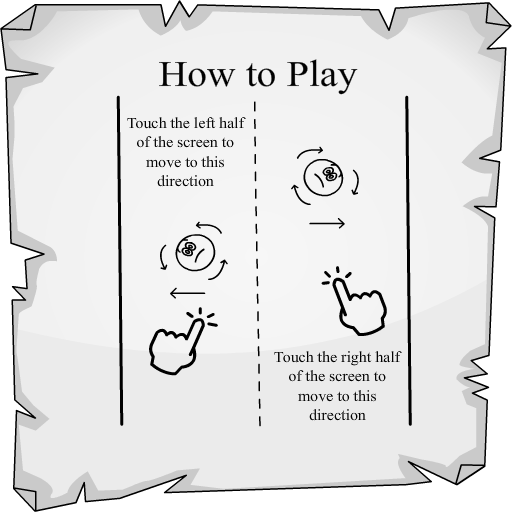 How to Play
Touch the left half
of the screen to
move to this
direction
Touch the right half
of the screen to
move to this
direction